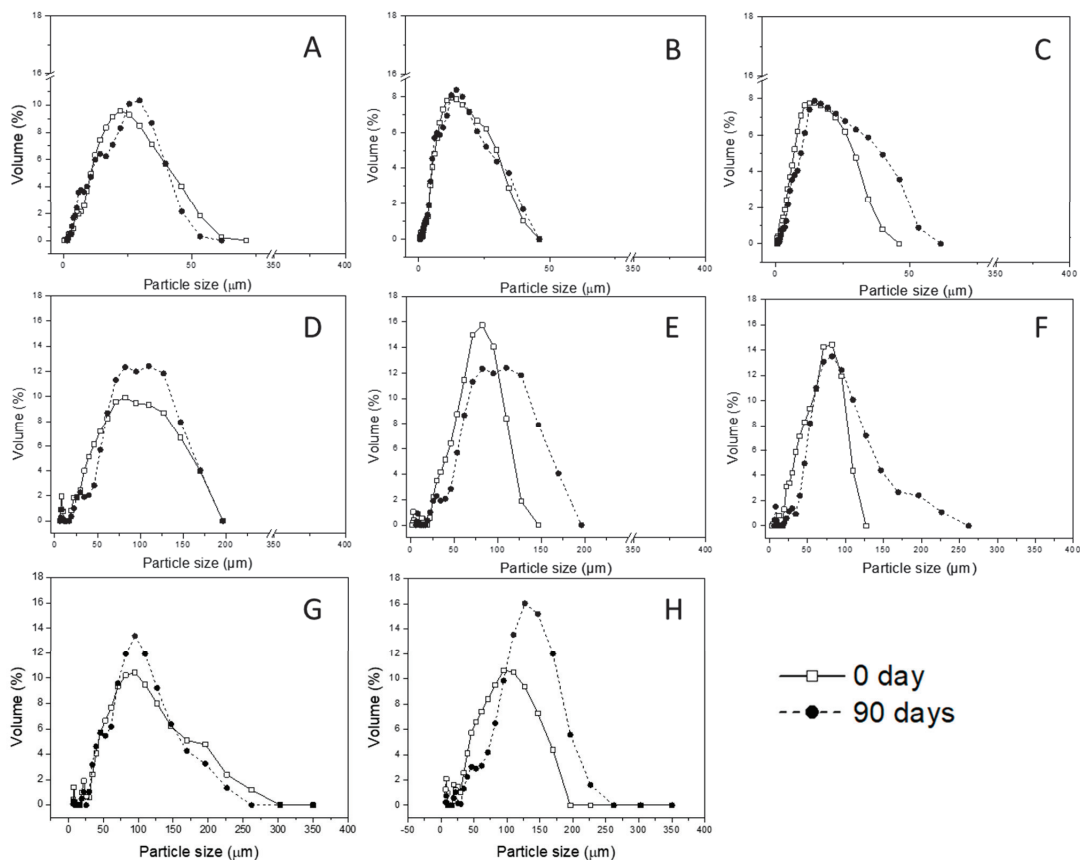 A
18
16
10
8
6
4
2
0
Volume (%)
0 50 350 400
Particle size (μm)
B
18
16
10
8
6
4
2
0
Volume (%)
0 50 350 400
Particle size (μm)
C
18
16
10
8
6
4
2
0
Volume (%)
0 50 350 400
Particle size (μm)
D
18
16
14
12
10
8
6
4
2
0
Volume (%)
0 50 100 150 200 350 400
Particle size (μm)
E
18
16
14
12
10
8
6
4
2
0
Volume (%)
0 50 100 150 200 350 400
Particle size (μm)
F
18
16
14
12
10
8
6
4
2
0
Volume (%)
0 50 100 150 200 250 300 350 400
Particle size (μm)
G
18
16
14
12
10
8
6
4
2
0
Volume (%)
0 50 100 150 200 250 300 350 400
Particle size (μm)
H
18
16
14
12
10
8
6
4
2
0
Volume (%)
-50 0 50 100 150 200 250 300 350 400
Particle size (μm)
0 day
90 days